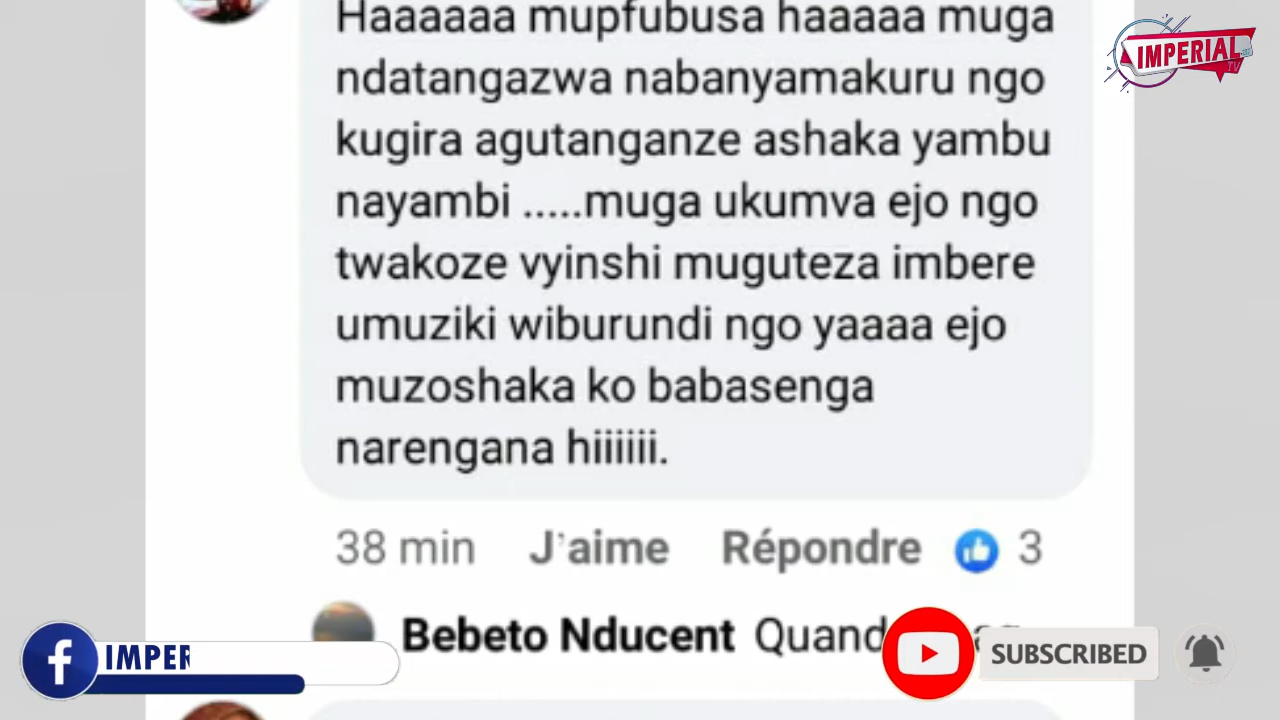 Haaaaaa mupfubusa haaaaa muga
ndatangazwa nabanyamakuru ngo
kugira agutanganze ashaka yambu
nayambi .....muga ukumva ejo ngo
twakoze vyinshi muguteza imbere
umuziki wiburundi ngo yaaaa ejo
muzoshaka ko babasenga
narengana hiiiiii.
38 min J'aime Répondre 3
Bebeto Nducent Quand
IMPERIAL
TV
IMPER
SUBSCRIBED